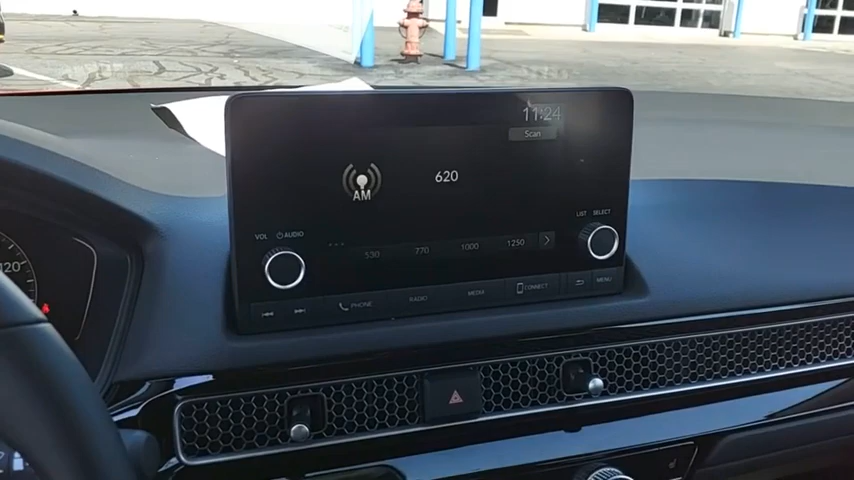 11:24
Scan
620
AM
LIST SELECT
VOL AUDIO
530 770 1000 1250
PHONE RADIO MEDIA CONNECT MENU
120